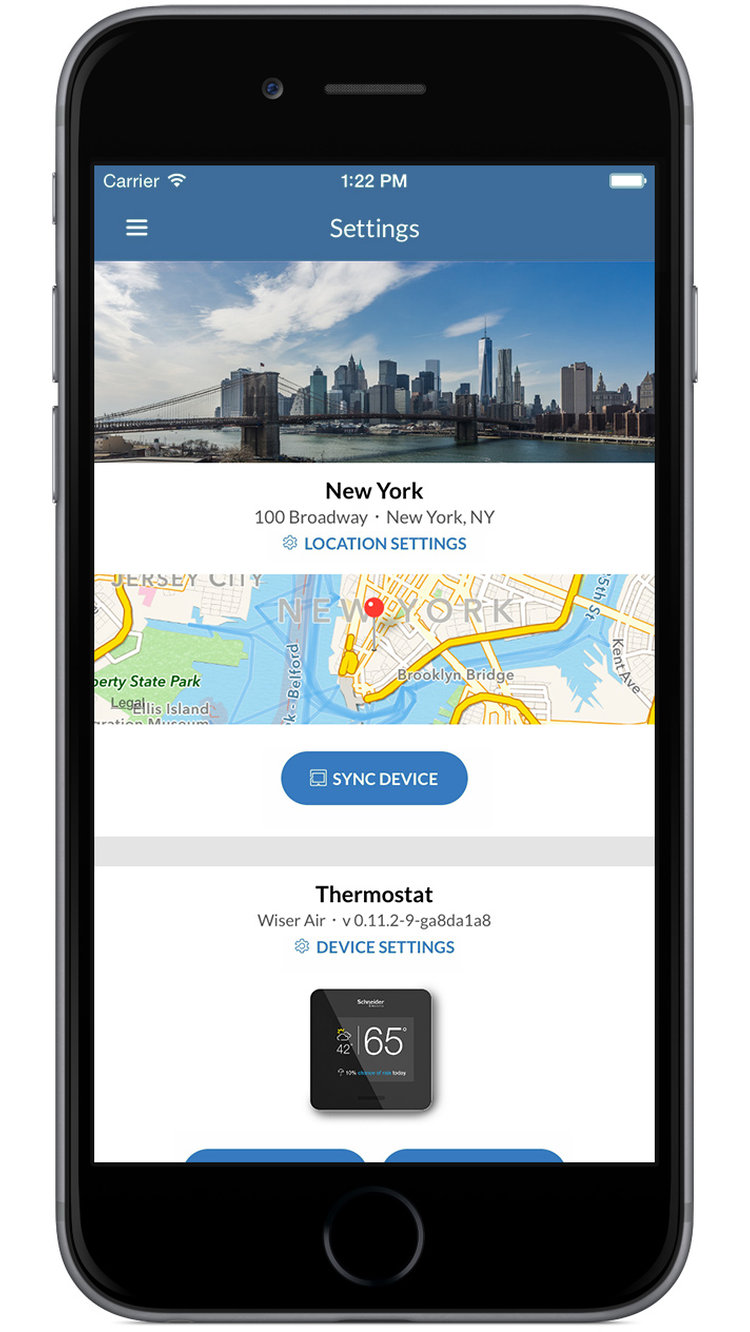 Carrier 1:22 PM
Settings
New York
100 Broadway · New York, NY
LOCATION SETTINGS
JERSEY CITY
NEW YORK
5th St
Belford
Kent Ave
Brooklyn Bridge
erty State Park
Legal
Ellis Island
gration Museum
SYNC DEVICE
Thermostat
Wiser Air · v 0.11.2-9-ga8da1a8
DEVICE SETTINGS
Schneider
42° 65°
10% chance of rain today